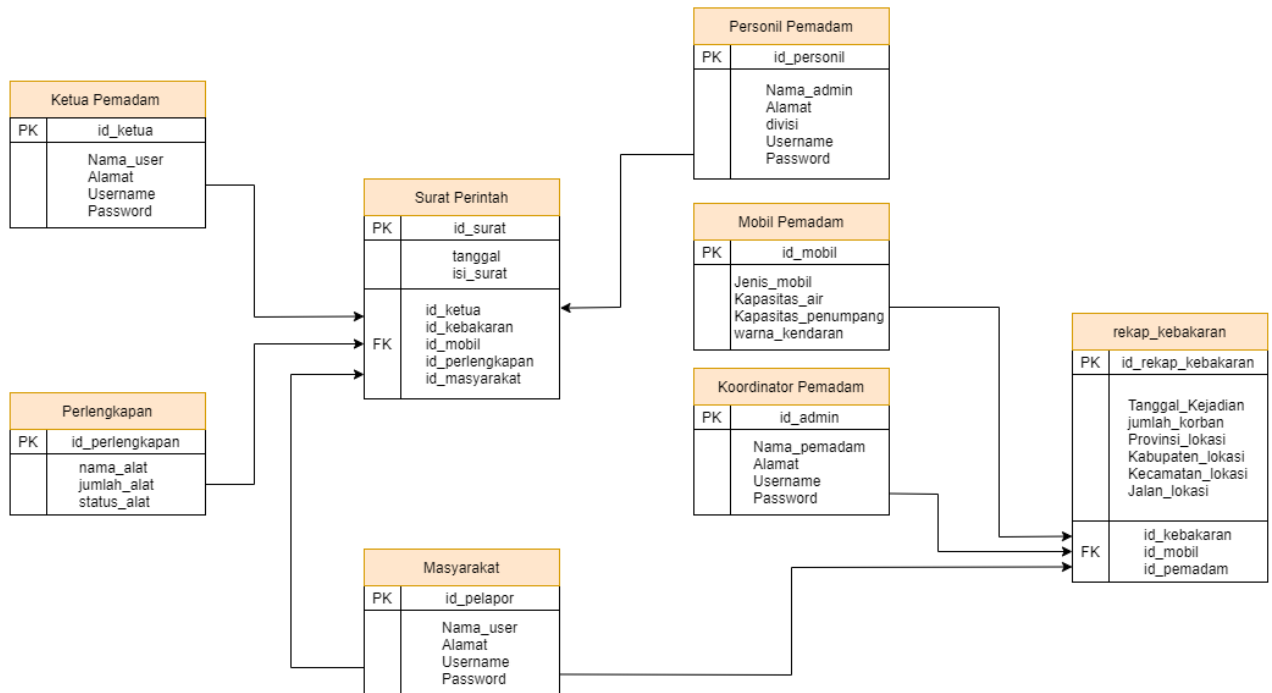 Personil Pemadam
PK id_personil
Nama_admin
Alamat
divisi
Username
Password
Ketua Pemadam
PK id_ketua
Nama_user
Alamat
Username
Password
Surat Perintah
PK id_surat
tanggal
isi_surat
FK
id_ketua
id_kebakaran
id_mobil
id_perlengkapan
id_masyarakat
Mobil Pemadam
PK id_mobil
Jenis_mobil
Kapasitas_air
Kapasitas_penumpang
warna_kendaran
rekap_kebakaran
PK id_rekap_kebakaran
Tanggal_Kejadian
jumlah_korban
Provinsi_lokasi
Kabupaten_lokasi
Kecamatan_lokasi
Jalan_lokasi
FK
id_kebakaran
id_mobil
id_pemadam
Koordinator Pemadam
PK id_admin
Nama_pemadam
Alamat
Username
Password
Perlengkapan
PK id_perlengkapan
nama_alat
jumlah_alat
status_alat
Masyarakat
PK id_pelapor
Nama_user
Alamat
Username
Password